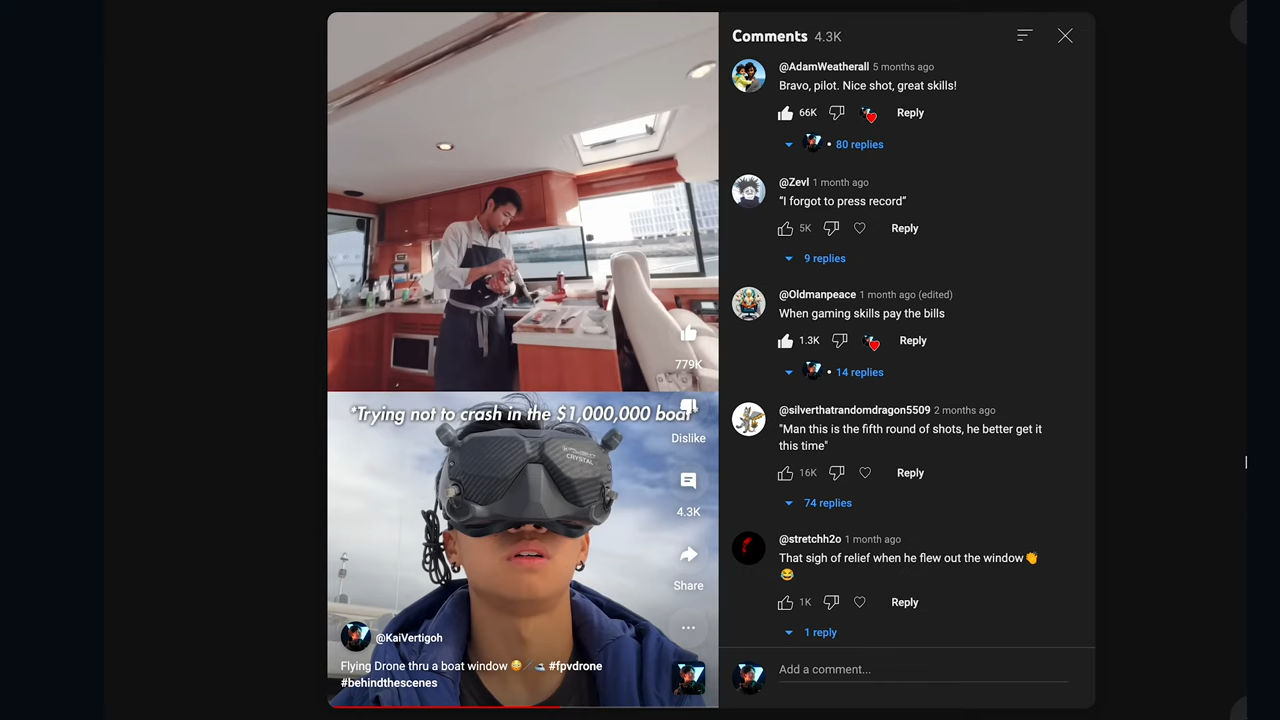 *Trying not to crash in the $1,000,000 boat*
CRYSTAL
779K
Dislike
4.3K
Share
@KaiVertigoh
Flying Drone thru a boat window 😳🚁 #fpvdrone
#behindthescenes
Comments 4.3K
@AdamWeatherall 5 months ago
Bravo, pilot. Nice shot, great skills!
66K Reply
• 80 replies
@Zevl 1 month ago
“I forgot to press record”
5K Reply
9 replies
@Oldmanpeace 1 month ago (edited)
When gaming skills pay the bills
1.3K Reply
• 14 replies
@silverthatrandomdragon5509 2 months ago
"Man this is the fifth round of shots, he better get it
this time"
16K Reply
74 replies
@stretchh2o 1 month ago
That sigh of relief when he flew out the window👏
😂
1K Reply
1 reply
Add a comment...